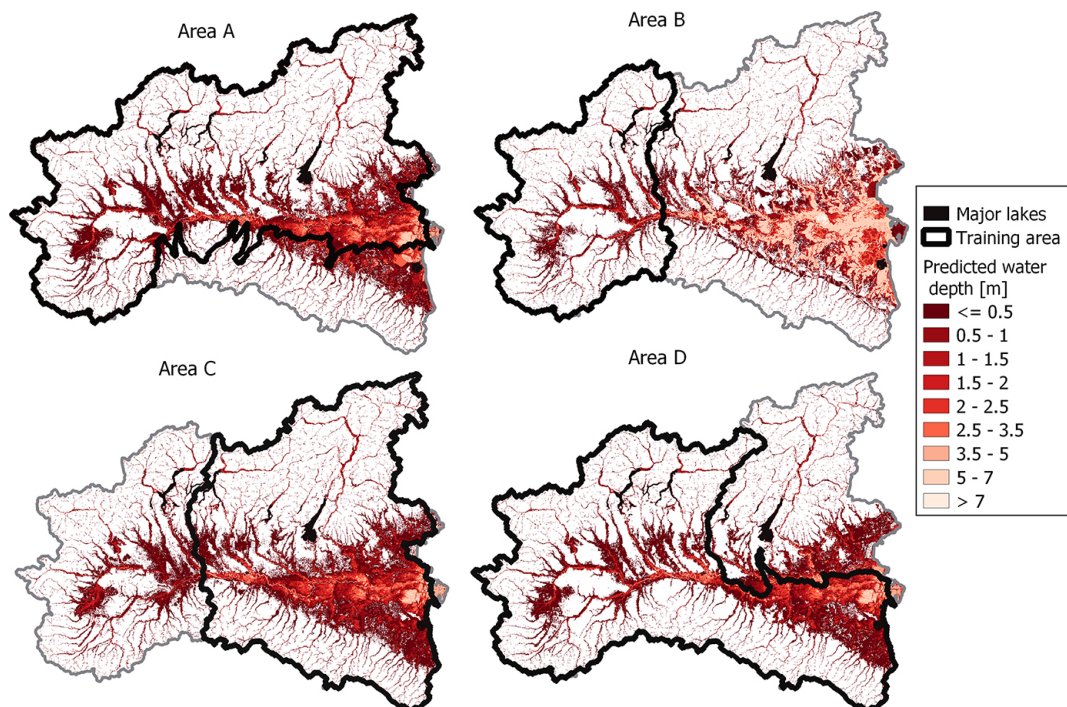 Area A
Area B
Area C
Area D
Major lakes
Training area
Predicted water
depth [m]
<= 0.5
0.5 - 1
1 - 1.5
1.5 - 2
2 - 2.5
2.5 - 3.5
3.5 - 5
5 - 7
> 7